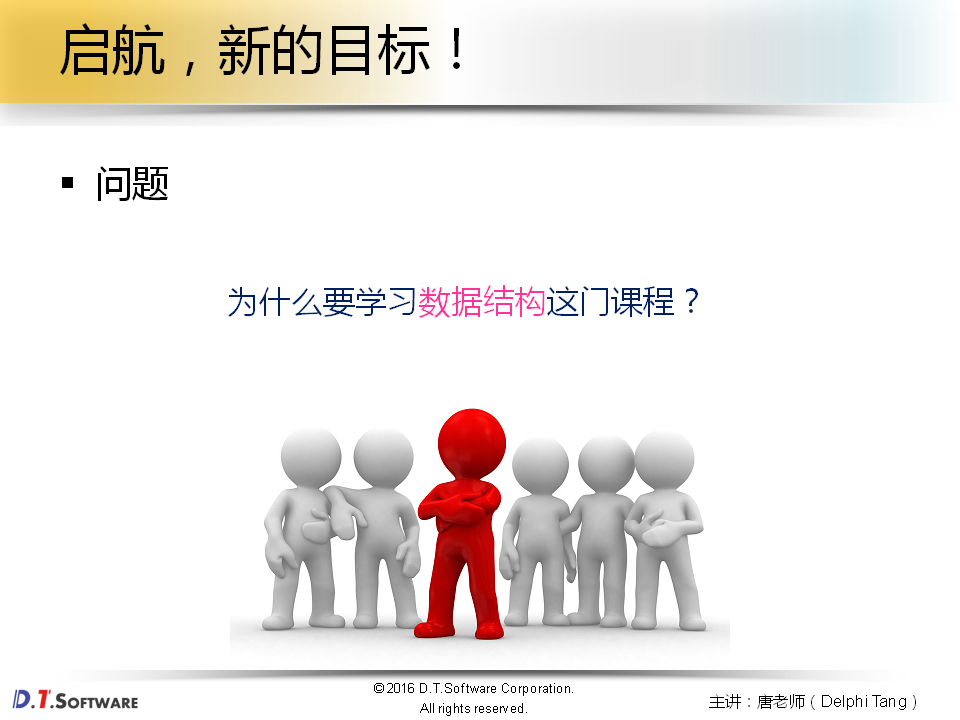 启航，新的目标！
▪ 问题
为什么要学习数据结构这门课程？
D.T.SOFTWARE
©2016 D.T.Software Corporation.
All rights reserved.
主讲：唐老师（Delphi Tang）